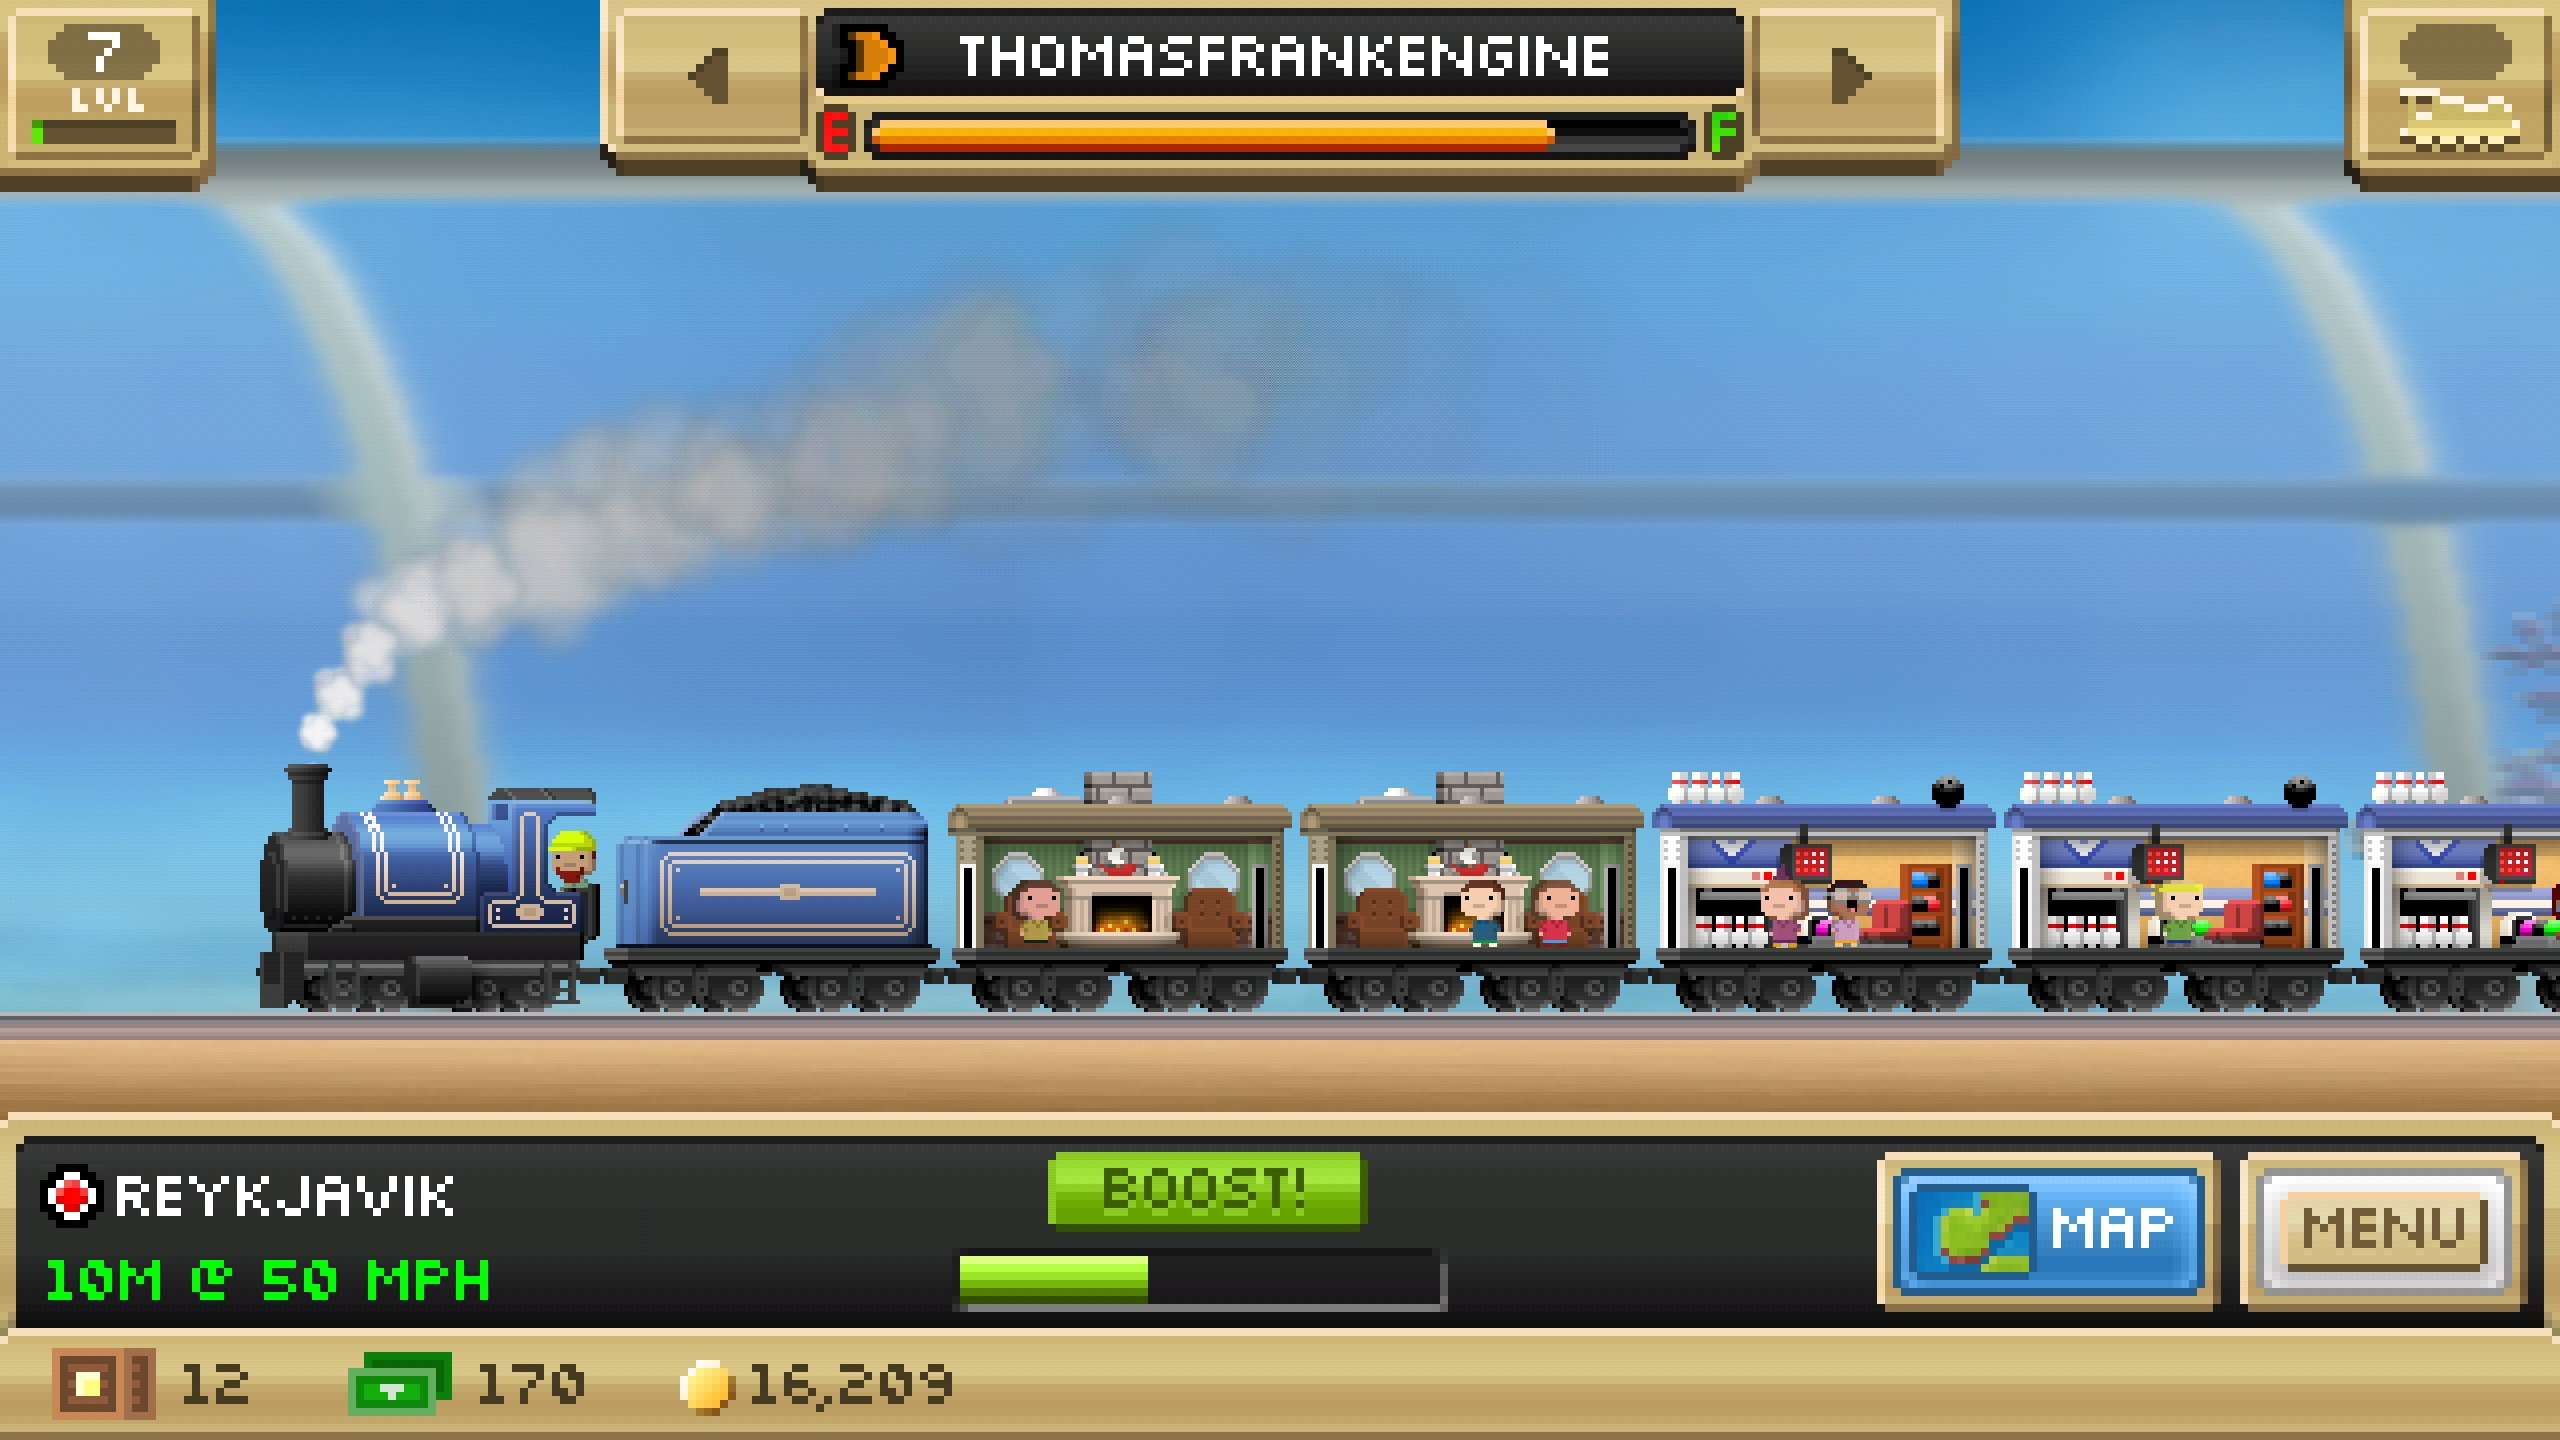 7
LVL
THOMASFRANKENGINE
E F
REYKJAVIK
10M @ 50 MPH
BOOST!
MAP
MENU
12
170
16,209